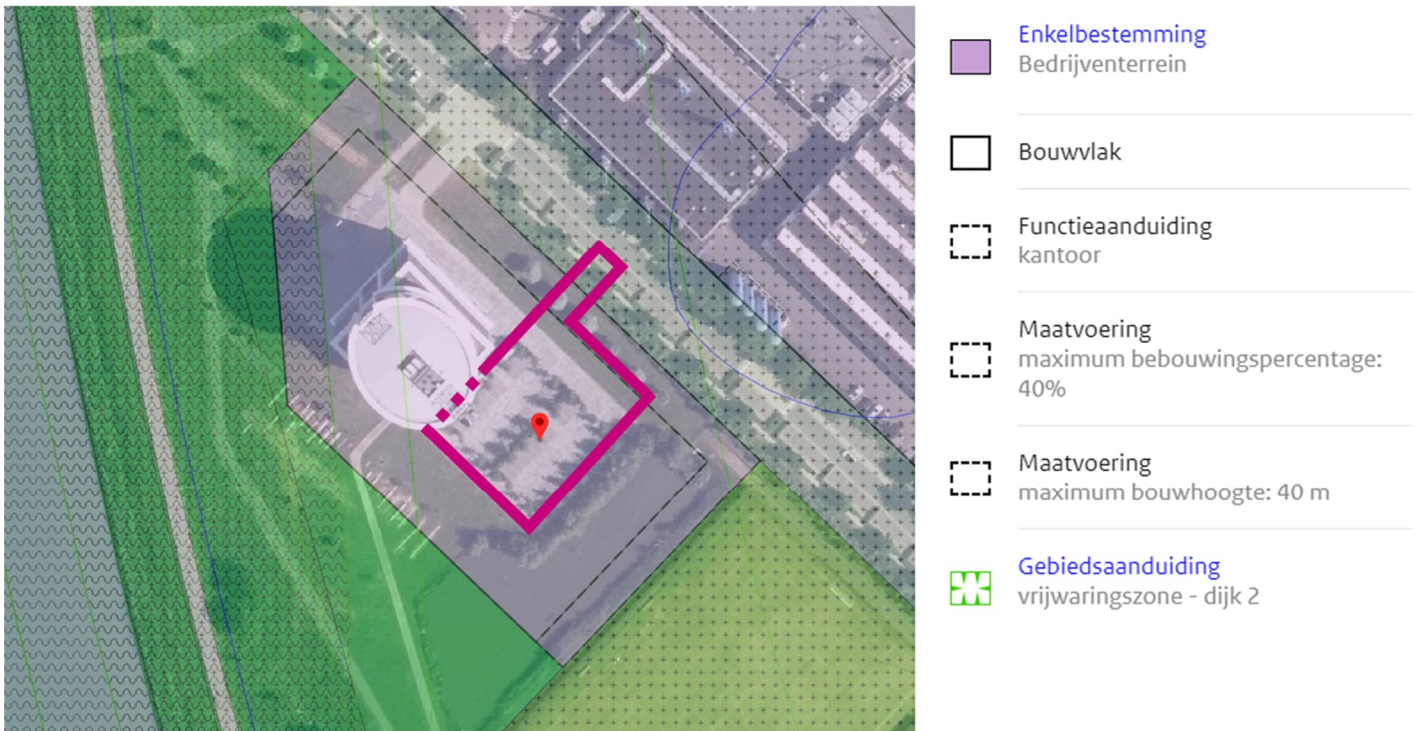 Enkelbestemming
Bedrijventerrein
Bouwvlak
Functieaanduiding
kantoor
Maatvoering
maximum bebouwingspercentage:
40%
Maatvoering
maximum bouwhoogte: 40 m
Gebiedsaanduiding
vrijwaringszone - dijk 2